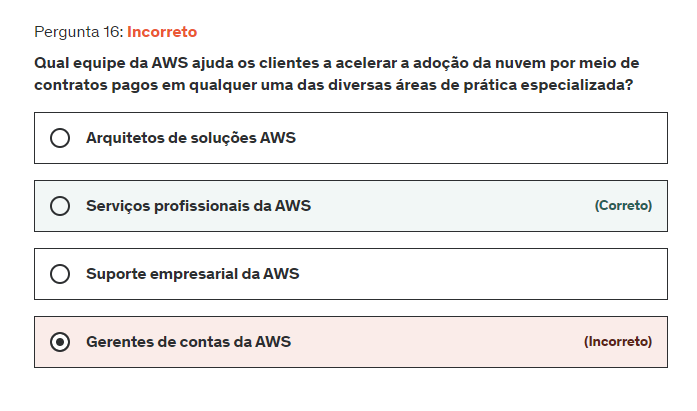 Pergunta 16: Incorreto
Qual equipe da AWS ajuda os clientes a acelerar a adoção da nuvem por meio de
contratos pagos em qualquer uma das diversas áreas de prática especializada?
Arquitetos de soluções AWS
Serviços profissionais da AWS (Correto)
Suporte empresarial da AWS
Gerentes de contas da AWS (Incorreto)